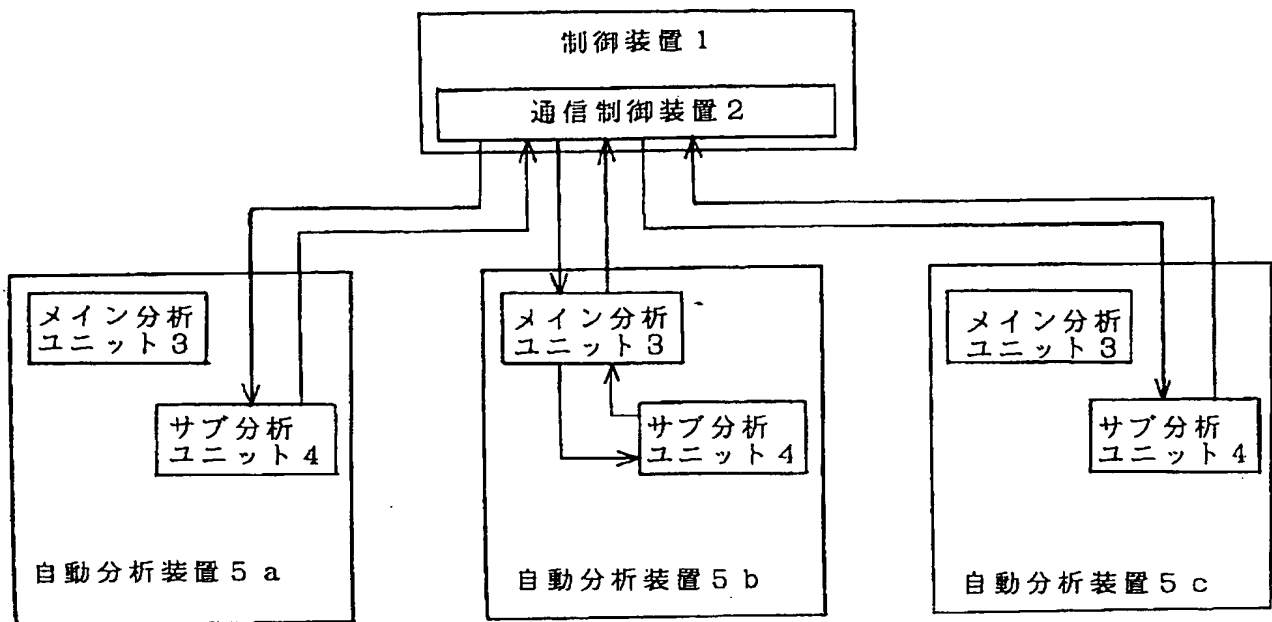 制御装置1
通信制御装置2
メイン分析
ユニット3
サブ分析
ユニット4
自動分析装置5a
メイン分析
ユニット3
サブ分析
ユニット4
自動分析装置5b
メイン分析
ユニット3
サブ分析
ユニット4
自動分析装置5c